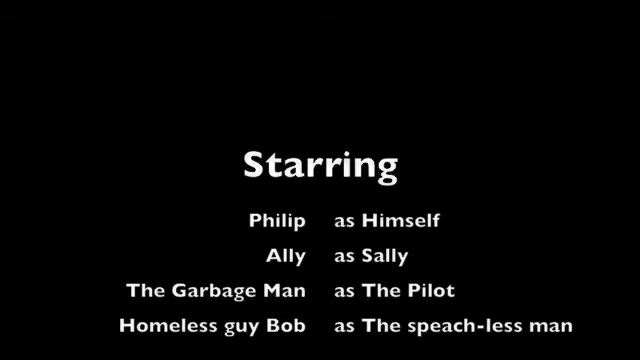 Starring
Philip as Himself
Ally as Sally
The Garbage Man as The Pilot
Homeless guy Bob as The speach-less man